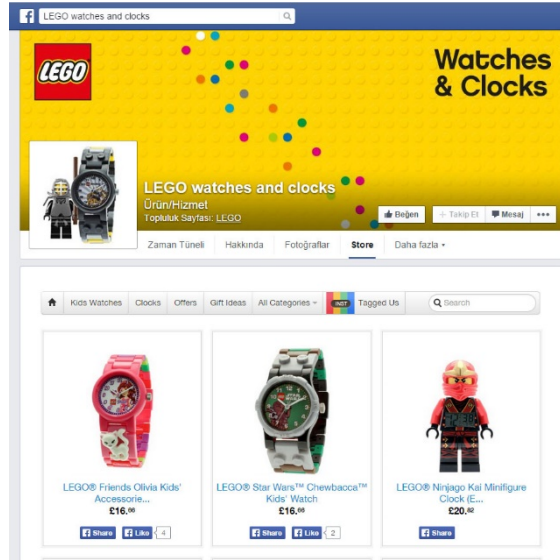 LEGO watches and clocks
LEGO
Watches
& Clocks
LEGO watches and clocks
Ürün/Hizmet
Topluluk Sayfası: LEGO
Beğen
+ Takip Et
Mesaj
Zaman Tüneli
Hakkında
Fotoğraflar
Store
Daha fazla
Kids Watches
Clocks
Offers
Gift Ideas
All Categories
INST
Tagged Us
Search
LEGO® Friends Olivia Kids'
Accessorie...
£16.66
Share
Like
4
LEGO® Star Wars™ Chewbacca™
Kids' Watch
£16.66
Share
Like
2
LEGO® Ninjago Kai Minifigure
Clock (E...
£20.82
Share